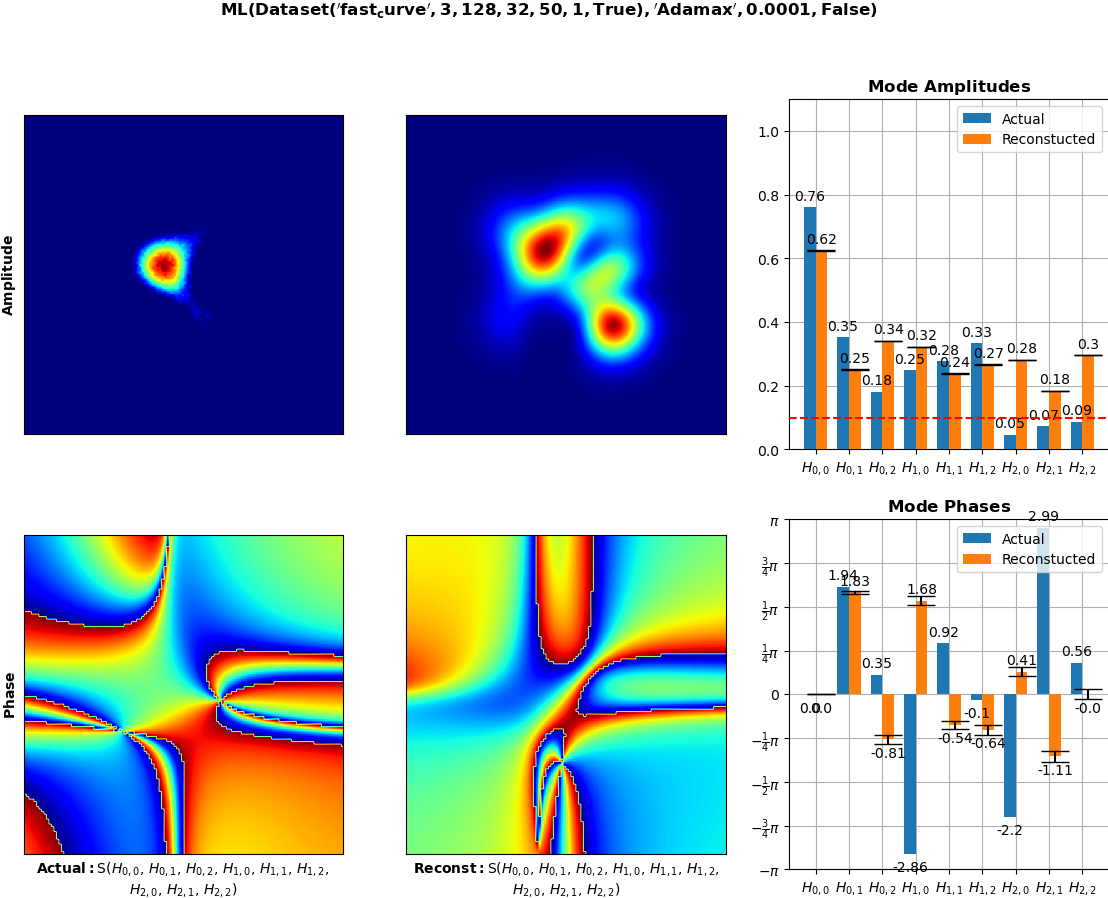 ML(Dataset('fast_curve', 3, 128, 32, 50, 1, True), 'Adamax', 0.0001, False)
Mode Amplitudes
Amplitude
1.0
0.8
0.6
0.4
0.2
0.0
Actual
Reconstucted
0.76
0.62
0.35
0.25
0.18
0.34
0.25
0.32
0.28
0.24
0.33
0.27
0.05
0.28
0.07
0.18
0.09
0.3
H0,0 H0,1 H0,2 H1,0 H1,1 H1,2 H2,0 H2,1 H2,2
Mode Phases
Phase
π
3/4π
1/2π
1/4π
0
−1/4π
−1/2π
−3/4π
−π
Actual
Reconstucted
0.0
0.0
1.94
1.83
0.35
-0.81
-2.86
1.68
0.92
-0.54
-0.1
-0.64
-2.2
0.41
2.99
-1.11
0.56
-0.0
H0,0 H0,1 H0,2 H1,0 H1,1 H1,2 H2,0 H2,1 H2,2
Actual: S(H0,0, H0,1, H0,2, H1,0, H1,1, H1,2,
H2,0, H2,1, H2,2)
Reconst: S(H0,0, H0,1, H0,2, H1,0, H1,1, H1,2,
H2,0, H2,1, H2,2)